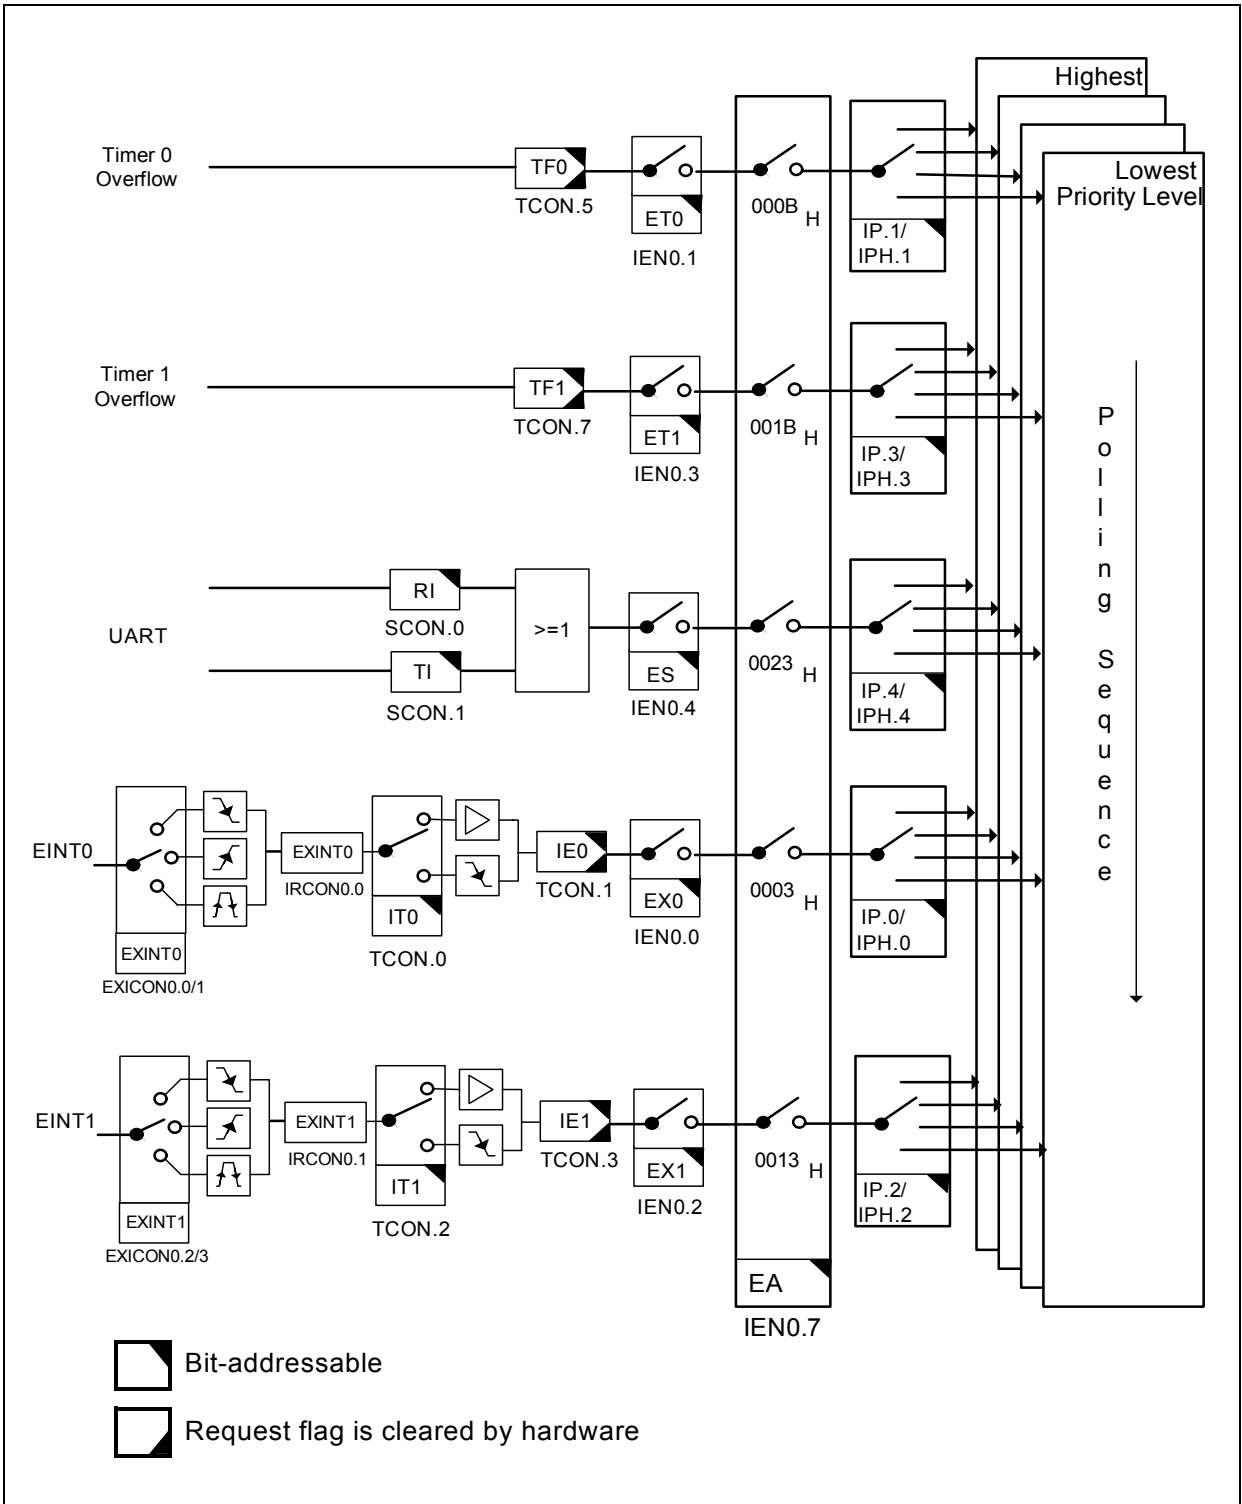 Highest
Lowest
Priority Level
Timer 0
Overflow
TF0
TCON.5
ET0
IEN0.1
000B H
IP.1/
IPH.1
Timer 1
Overflow
TF1
TCON.7
ET1
IEN0.3
001B H
IP.3/
IPH.3
Polling Sequence
UART
RI
SCON.0
TI
SCON.1
>=1
ES
IEN0.4
0023 H
IP.4/
IPH.4
EINT0
EXINT0
EXICON0.0/1
EXINT0
IRCON0.0
IT0
TCON.0
IE0
TCON.1
EX0
IEN0.0
0003 H
IP.0/
IPH.0
EINT1
EXINT1
EXICON0.2/3
EXINT1
IRCON0.1
IT1
TCON.2
IE1
TCON.3
EX1
IEN0.2
0013 H
IP.2/
IPH.2
EA
IEN0.7
Bit-addressable
Request flag is cleared by hardware